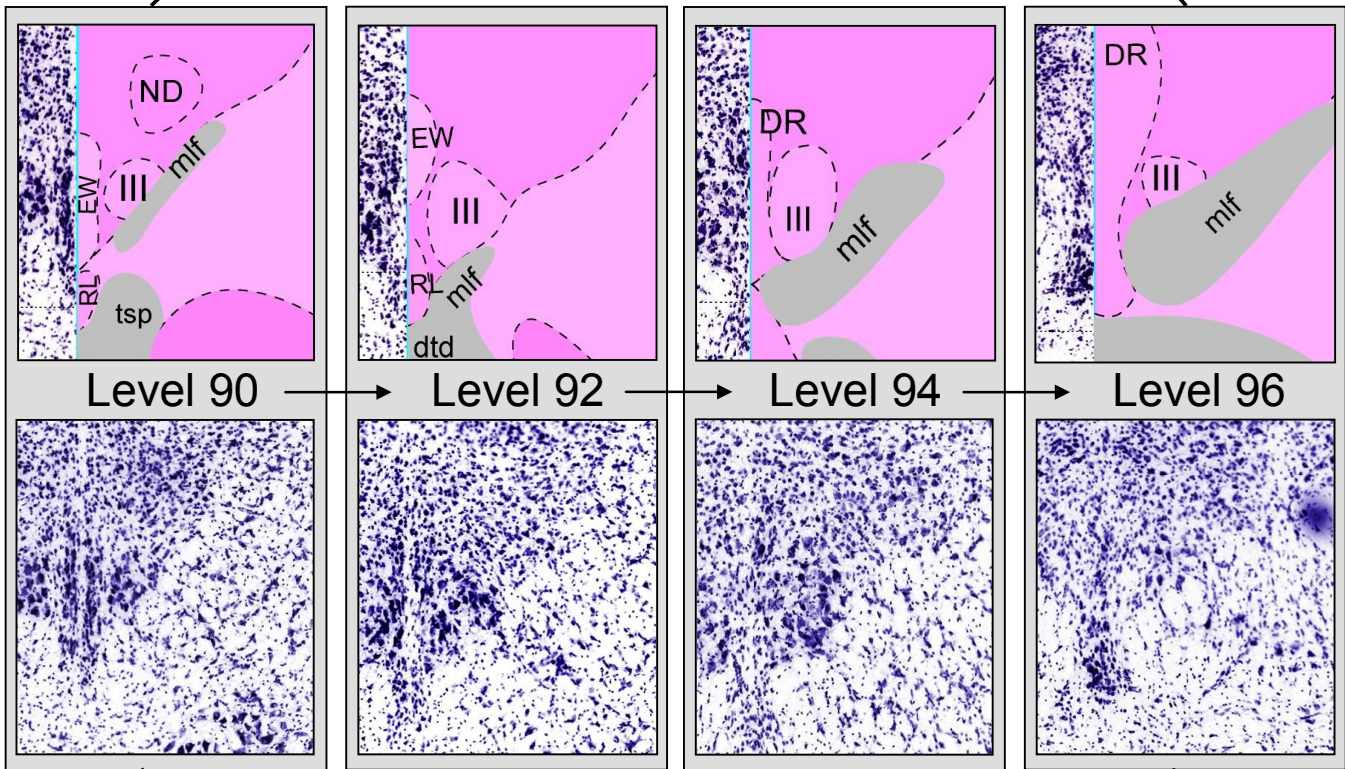 ND
mlf
III
EW
RL
tsp
EW
III
RL
mlf
dtd
DR
III
mlf
DR
III
mlf
Level 90
Level 92
Level 94
Level 96